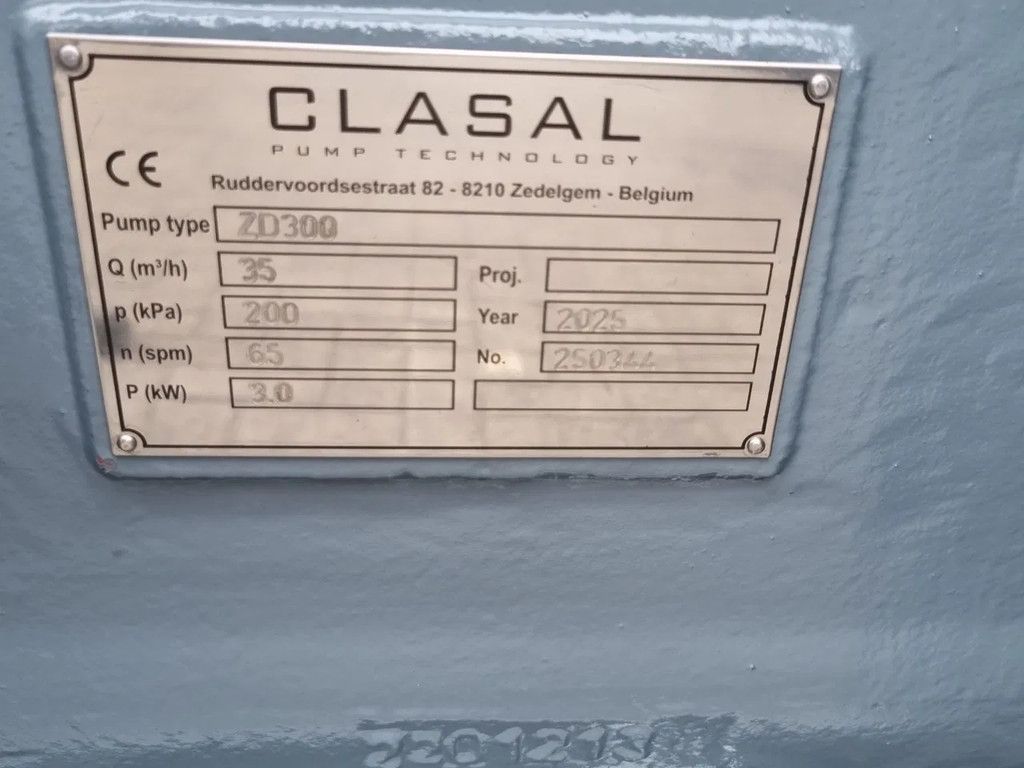 CLASAL
PUMP TECHNOLOGY
CE
Ruddervoordsestraat 82 - 8210 Zedelgem - Belgium
Pump type ZD300
Q (m³/h) 35 Proj.
p (kPa) 200 Year 2025
n (spm) 65 No. 250344
P (kW) 3.0